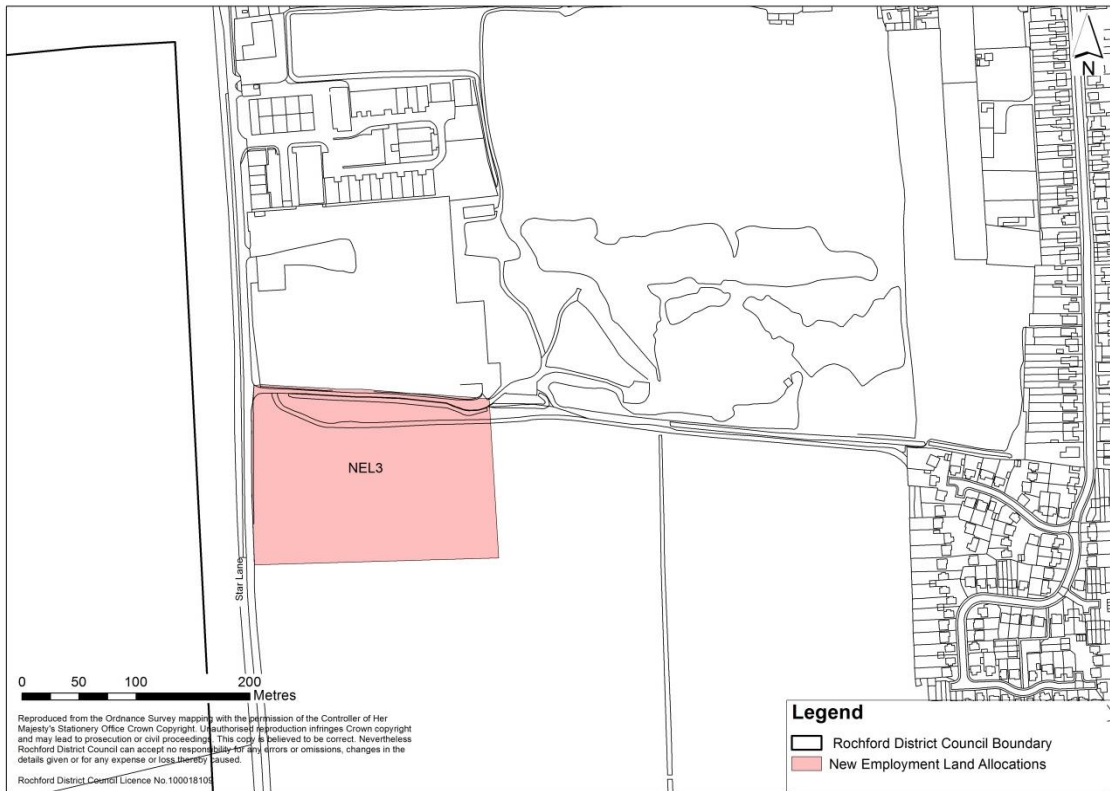 N
NEL3
Star Lane
0 50 100 200
Metres
Reproduced from the Ordnance Survey mapping with the permission of the Controller of Her
Majesty's Stationery Office Crown Copyright. Unauthorised reproduction infringes Crown copyright
and may lead to prosecution or civil proceedings. This copy is believed to be correct. Nevertheless
Rochford District Council can accept no responsibility for any errors or omissions, changes in the
details given or for any expense or loss thereby caused.
Rochford District Council Licence No.100018109
Legend
Rochford District Council Boundary
New Employment Land Allocations